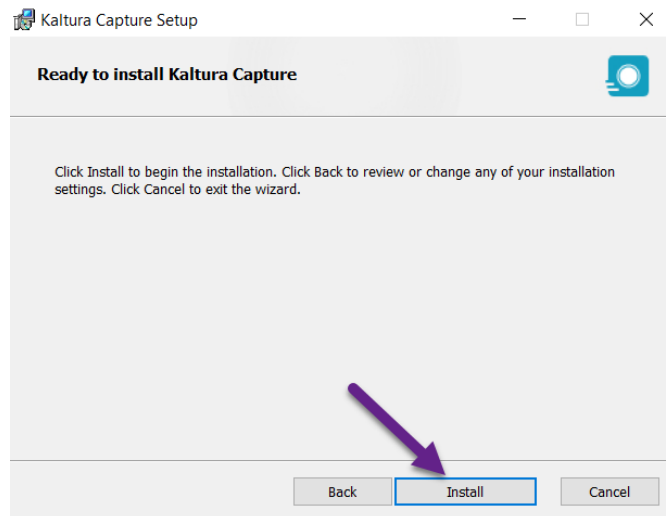 Kaltura Capture Setup
Ready to install Kaltura Capture
Click Install to begin the installation. Click Back to review or change any of your installation
settings. Click Cancel to exit the wizard.
Back Install Cancel